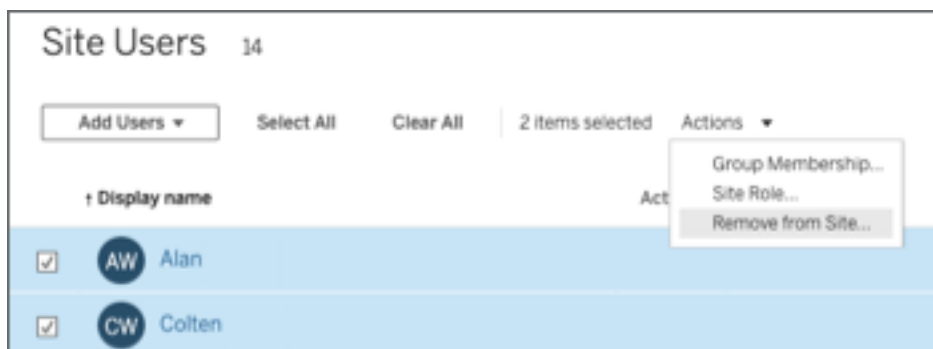 Site Users 14
Add Users ▾ Select All Clear All 2 items selected Actions ▾
Group Membership...
Site Role...
Remove from Site...
↑ Display name Act
AW Alan
CW Colten